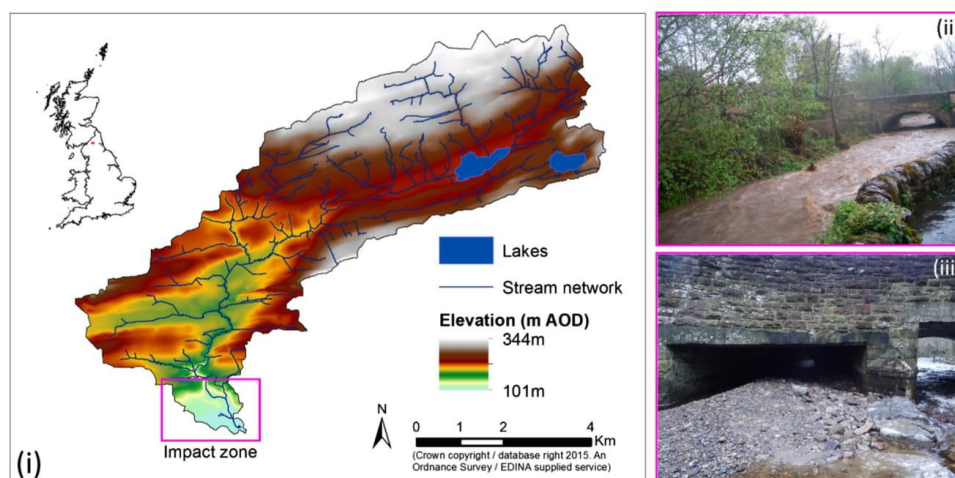 (i)
Lakes
Stream network
Elevation (m AOD)
344m
101m
N
0 1 2 4
Km
(Crown copyright / database right 2015. An
Ordnance Survey / EDINA supplied service)
Impact zone
(ii)
(iii)